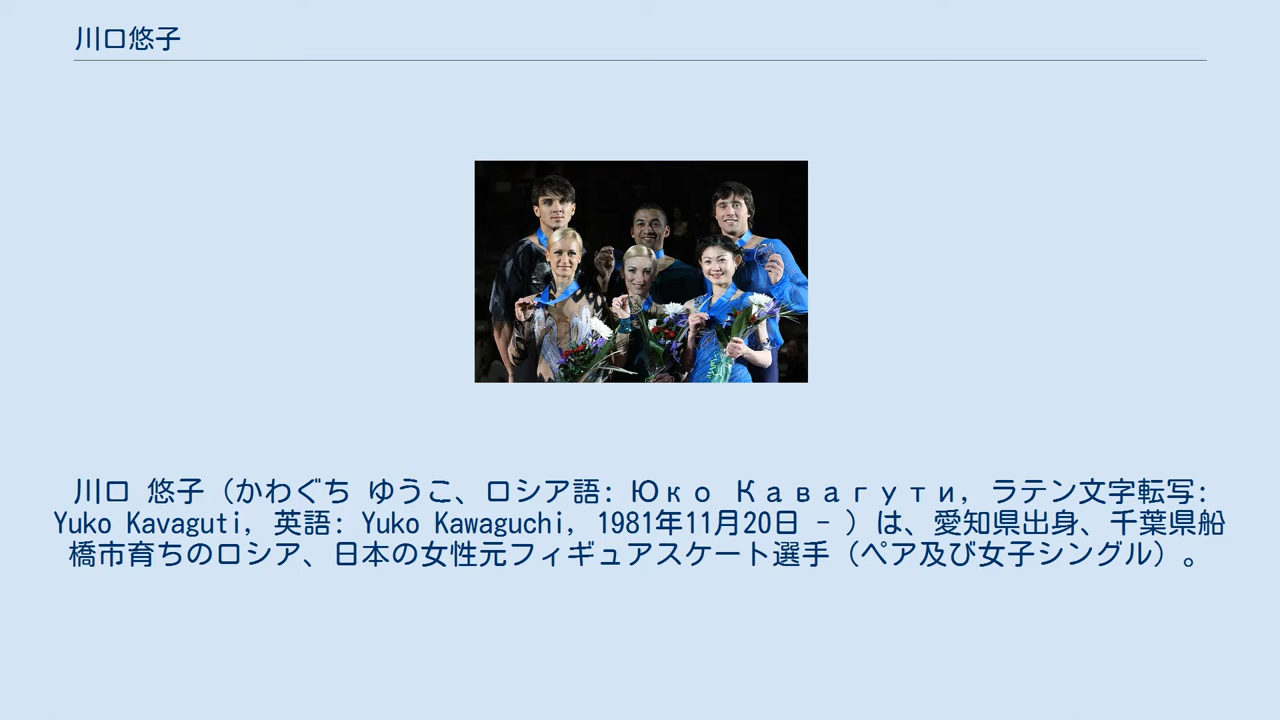 川口悠子
川口 悠子（かわぐち ゆうこ、ロシア語: Юко Кавагути, ラテン文字転写:
Yuko Kavaguti, 英語: Yuko Kawaguchi, 1981年11月20日 - ）は、愛知県出身、千葉県船
橋市育ちのロシア、日本の女性元フィギュアスケート選手（ペア及び女子シングル）。